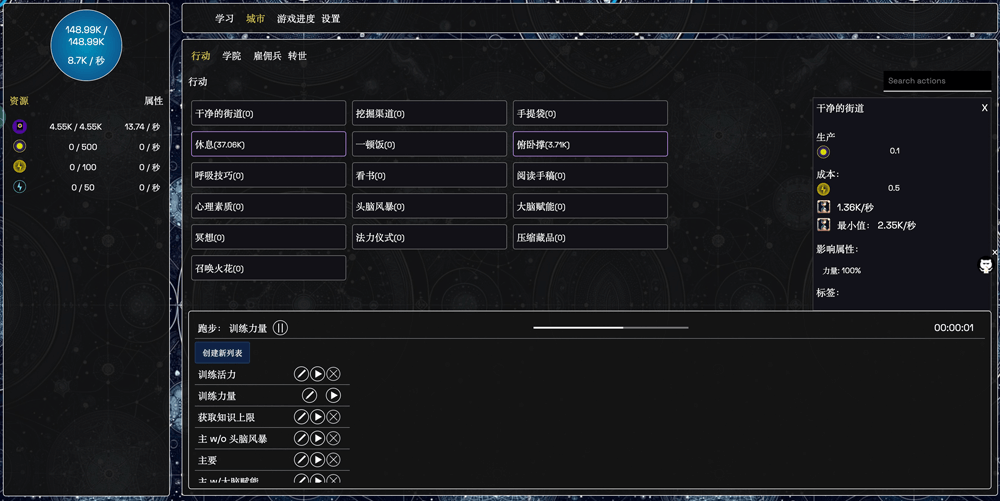 148.99K /
148.99K
8.7K / 秒
学习 城市 游戏进度 设置
行动 学院 雇佣兵 转世
行动
Search actions
资源 属性
4.55K / 4.55K 13.74 / 秒
0 / 500 0 / 秒
0 / 100 0 / 秒
0 / 50 0 / 秒
干净的街道(0) 挖掘渠道(0) 手提袋(0)
休息(37.06K) 一顿饭(0) 俯卧撑(3.71K)
呼吸技巧(0) 看书(0) 阅读手稿(0)
心理素质(0) 头脑风暴(0) 大脑赋能(0)
冥想(0) 法力仪式(0) 压缩藏品(0)
召唤火花(0)
干净的街道 X
生产
0.1
成本:
0.5
1.36K/秒
最小值: 2.35K/秒
影响属性:
力量: 100%
标签:
x
跑步: 训练力量 00:00:01
创建新列表
训练活力
训练力量
获取知识上限
主 w/o 头脑风暴
主要
主 w/大脑赋能